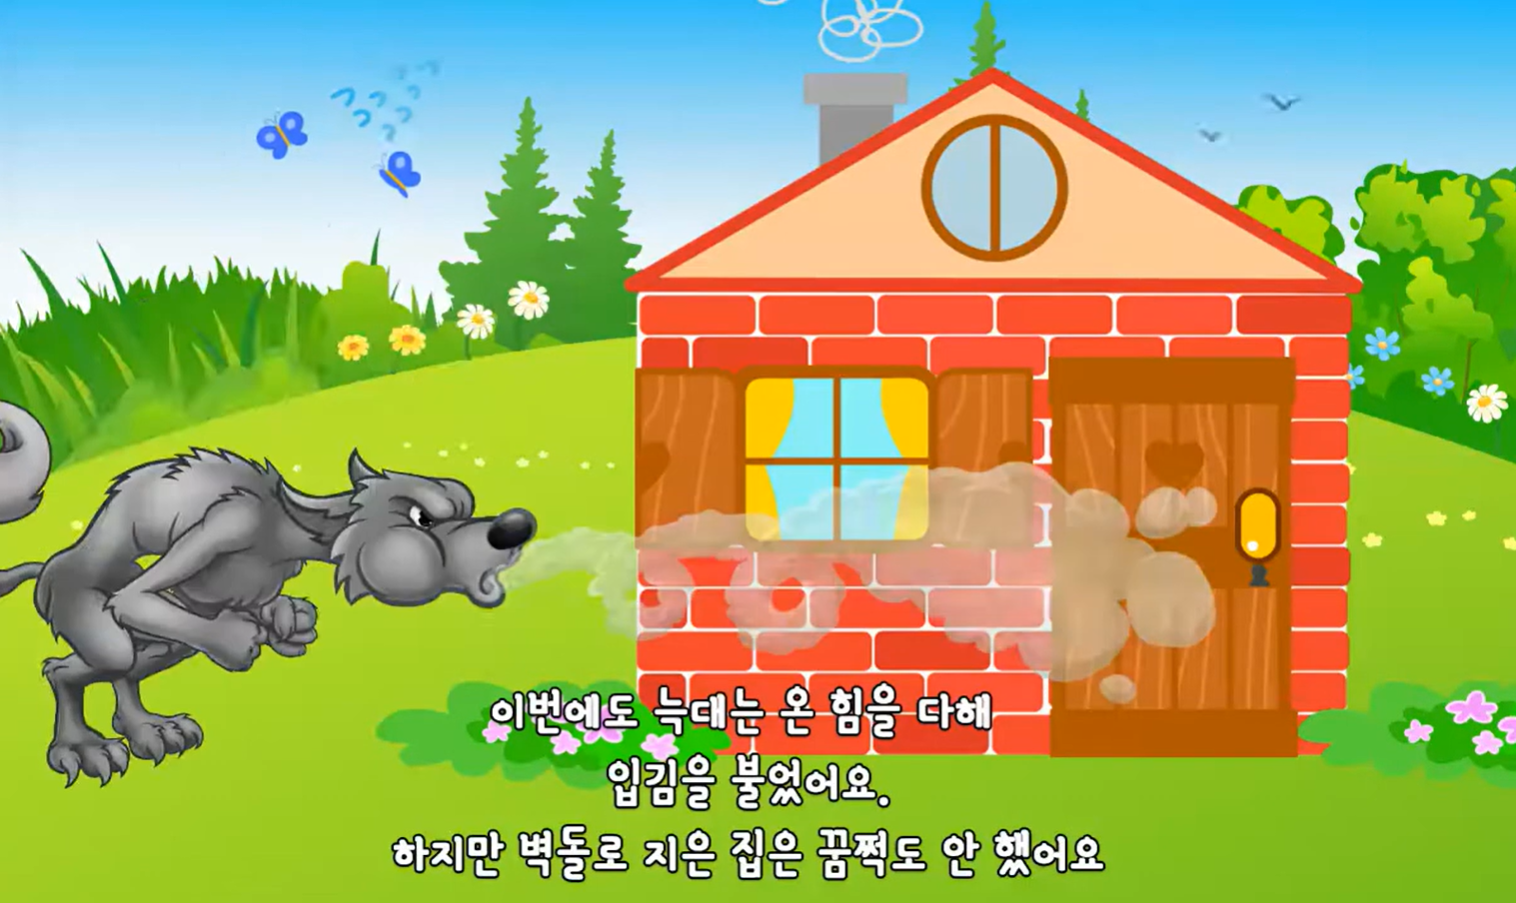 이번에도 늑대는 온 힘을 다해
입김을 불었어요.
하지만 벽돌로 지은 집은 꿈쩍도 안 했어요